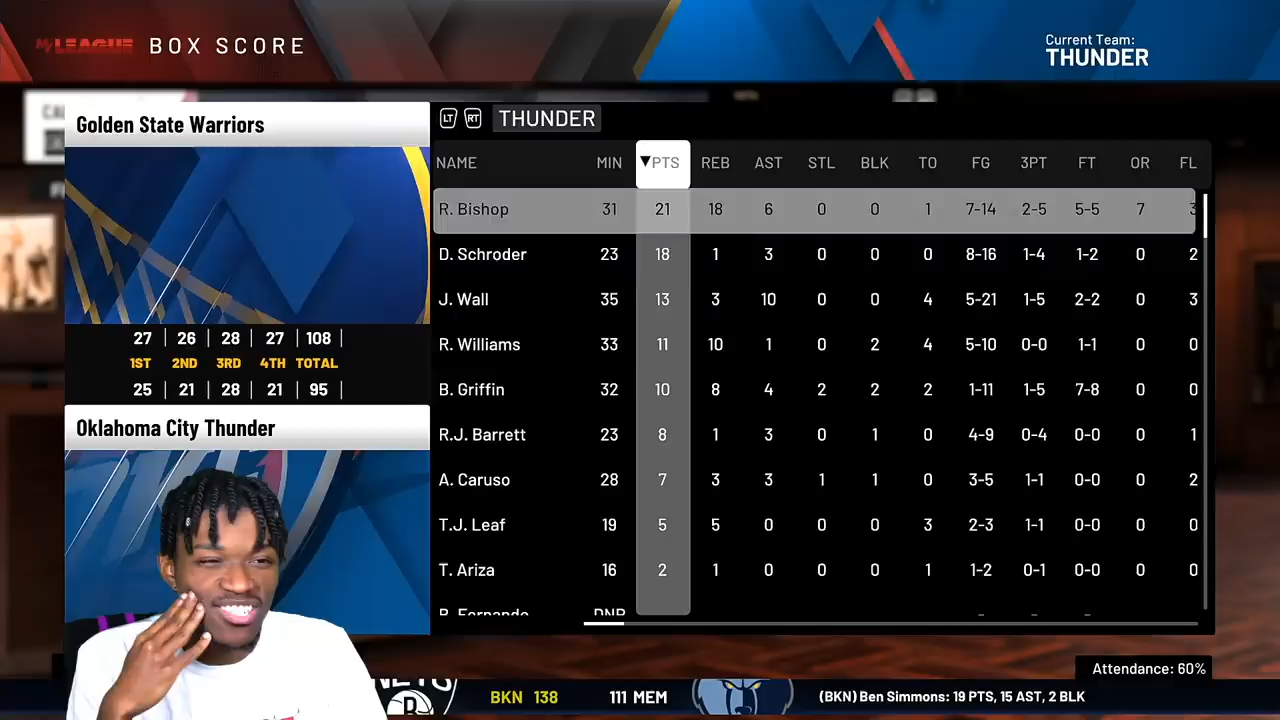 MyLEAGUE BOX SCORE
Current Team:
THUNDER
Golden State Warriors
27 | 26 | 28 | 27 | 108 |
1ST 2ND 3RD 4TH TOTAL
25 | 21 | 28 | 21 | 95 |
Oklahoma City Thunder
LT RT THUNDER
NAME MIN ▼PTS REB AST STL BLK TO FG 3PT FT OR FL
R. Bishop 31 21 18 6 0 0 1 7-14 2-5 5-5 7 3
D. Schroder 23 18 1 3 0 0 0 8-16 1-4 1-2 0 2
J. Wall 35 13 3 10 0 0 4 5-21 1-5 2-2 0 3
R. Williams 33 11 10 1 0 2 4 5-10 0-0 1-1 0 0
B. Griffin 32 10 8 4 2 2 2 1-11 1-5 7-8 0 0
R.J. Barrett 23 8 1 3 0 1 0 4-9 0-4 0-0 0 1
A. Caruso 28 7 3 3 1 1 0 3-5 1-1 0-0 0 2
T.J. Leaf 19 5 5 0 0 0 3 2-3 1-1 0-0 0 0
T. Ariza 16 2 1 0 0 0 1 1-2 0-1 0-0 0 0
B. Fernando DNP - - -
Attendance: 60%
NETS B BKN 138 111 MEM (BKN) Ben Simmons: 19 PTS, 15 AST, 2 BLK